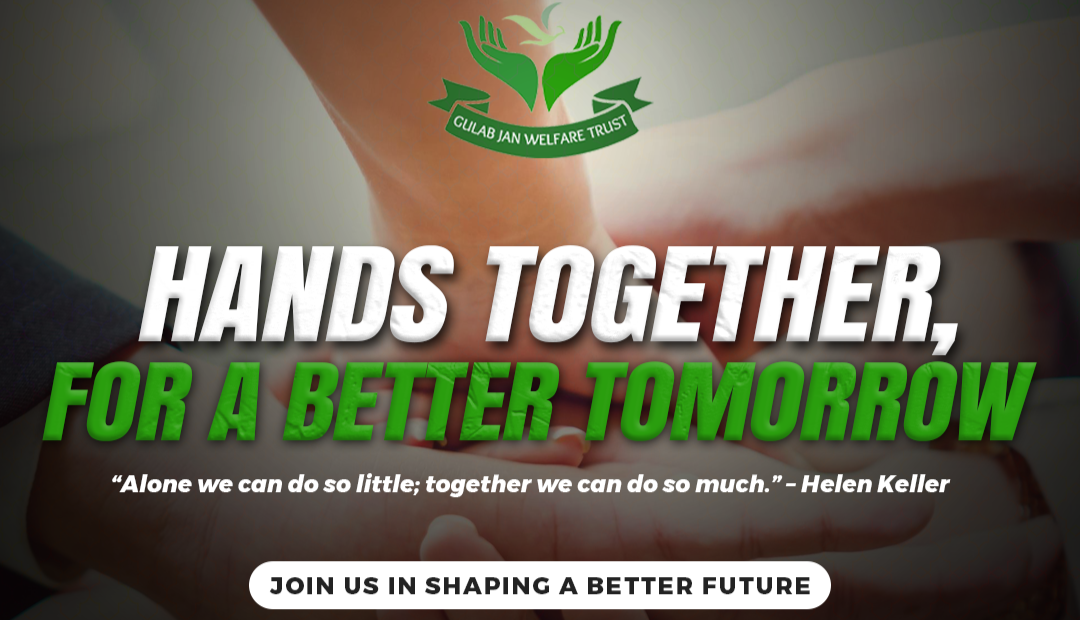 GULAB JAN WELFARE TRUST
HANDS TOGETHER,
FOR A BETTER TOMORROW
“Alone we can do so little; together we can do so much.” – Helen Keller
JOIN US IN SHAPING A BETTER FUTURE